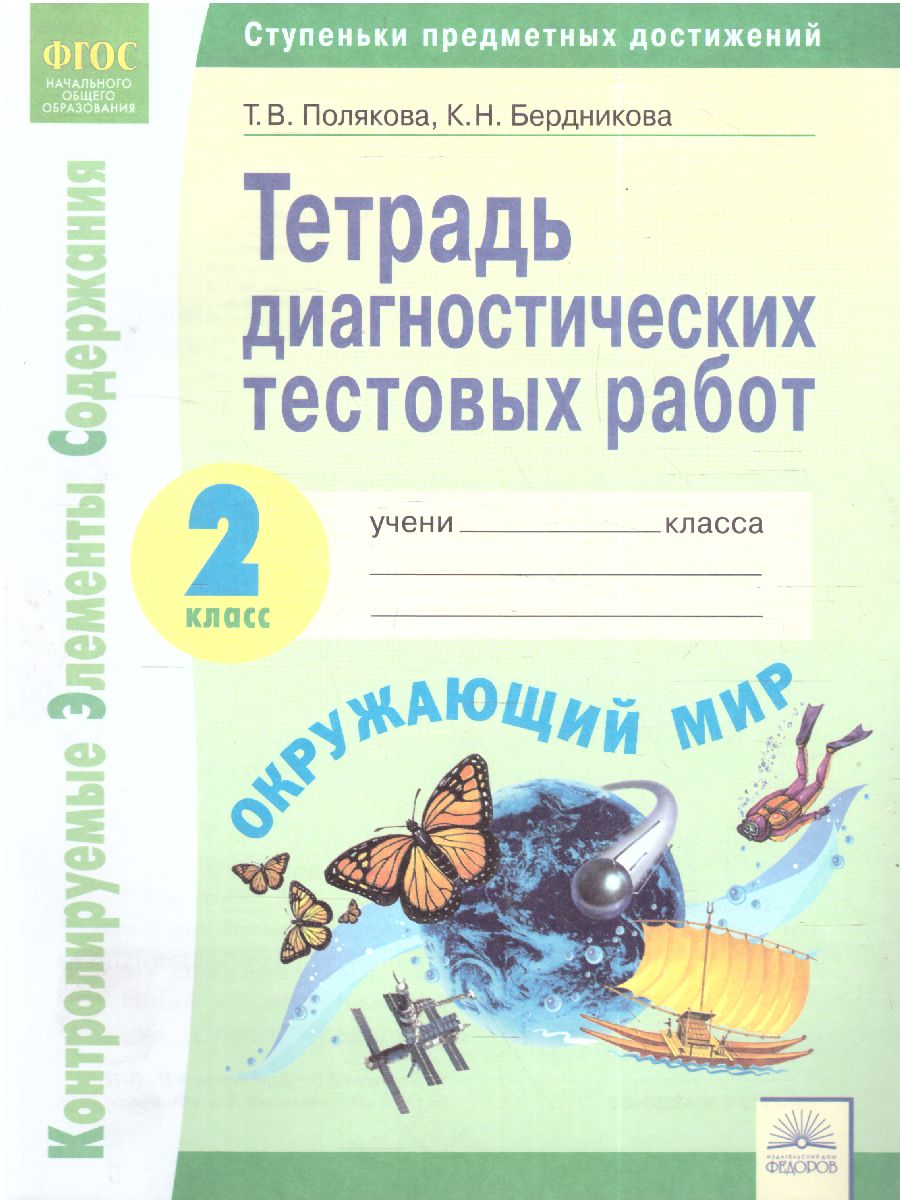 ФГОС
НАЧАЛЬНОГО
ОБЩЕГО
ОБРАЗОВАНИЯ
Ступеньки предметных достижений
Т. В. Полякова, К. Н. Бердникова
Тетрадь
диагностических
тестовых работ
Контролируемые Элементы Содержания
2
класс
учени класса
ОКРУЖАЮЩИЙ МИР
ИЗДАТЕЛЬСКИЙ ДОМ
ФЕДОРОВ